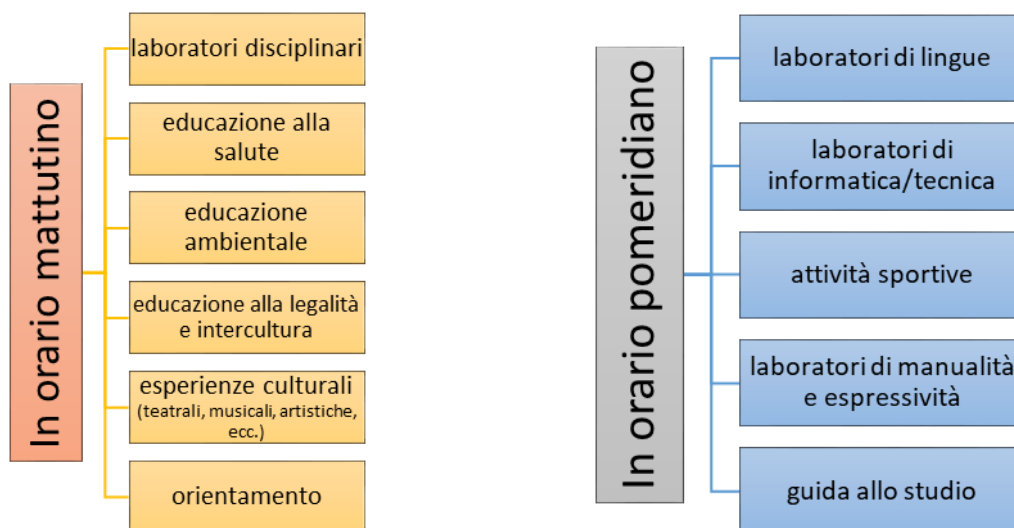 In orario mattutino
laboratori disciplinari
educazione alla
salute
educazione
ambientale
educazione alla legalità
e intercultura
esperienze culturali
(teatrali, musicali, artistiche,
ecc.)
orientamento
In orario pomeridiano
laboratori di lingue
laboratori di
informatica/tecnica
attività sportive
laboratori di manualità
e espressività
guida allo studio